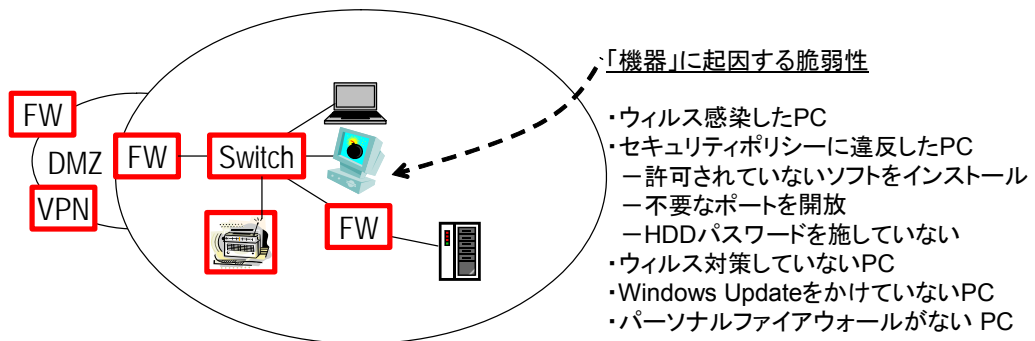 FW
DMZ
VPN
FW
Switch
FW
「機器」に起因する脆弱性
・ウィルス感染したPC
・セキュリティポリシーに違反したPC
－許可されていないソフトをインストール
－不要なポートを開放
－HDDパスワードを施していない
・ウィルス対策していないPC
・Windows UpdateをかけていないPC
・パーソナルファイアウォールがない PC